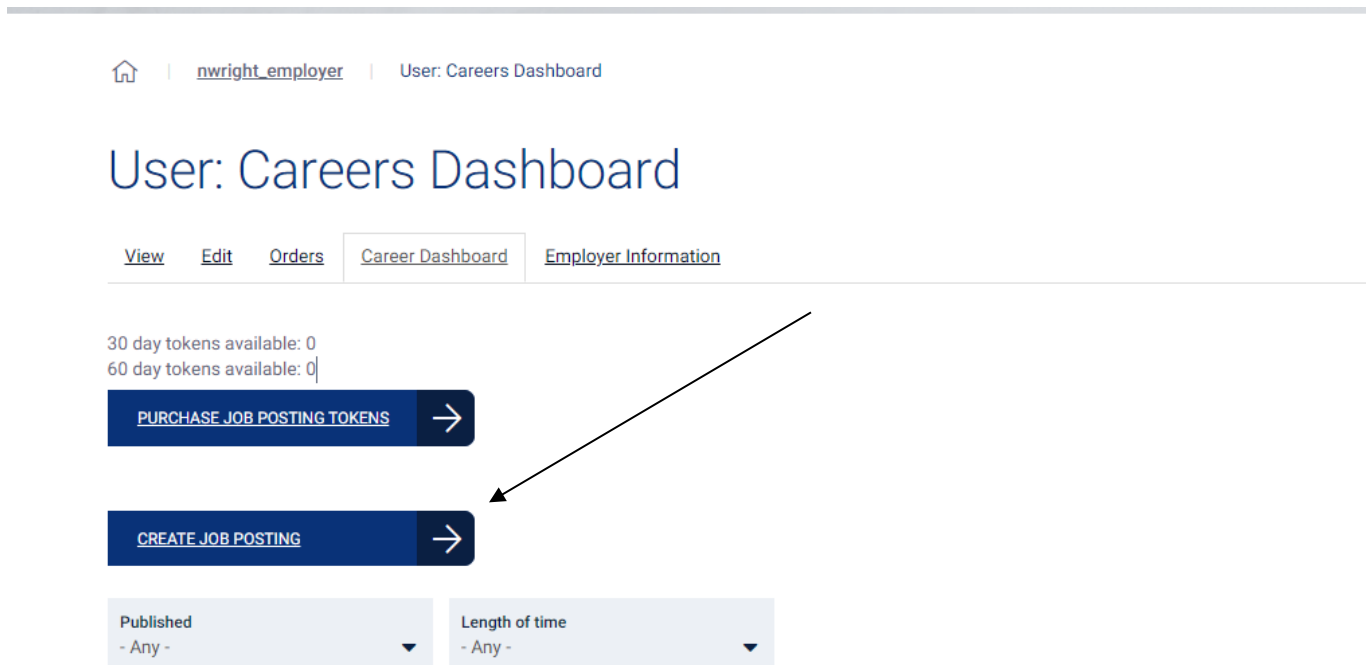 nwright_employer User: Careers Dashboard
User: Careers Dashboard
View Edit Orders Career Dashboard Employer Information
30 day tokens available: 0
60 day tokens available: 0
PURCHASE JOB POSTING TOKENS
CREATE JOB POSTING
Published Length of time
- Any - - Any -